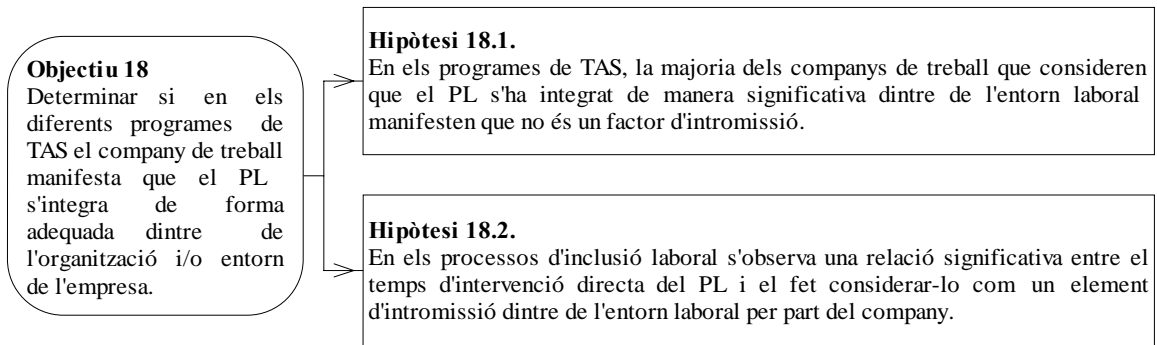 Objectiu 18
Determinar si en els
diferents programes de
TAS el company de treball
manifesta que el PL
s'integra de forma
adequada dintre de
l'organització i/o entorn
de l'empresa.
Hipòtesi 18.1.
En els programes de TAS, la majoria dels companys de treball que consideren
que el PL s'ha integrat de manera significativa dintre de l'entorn laboral
manifesten que no és un factor d'intromissió.
Hipòtesi 18.2.
En els processos d'inclusió laboral s'observa una relació significativa entre el
temps d'intervenció directa del PL i el fet considerar-lo com un element
d'intromissió dintre de l'entorn laboral per part del company.